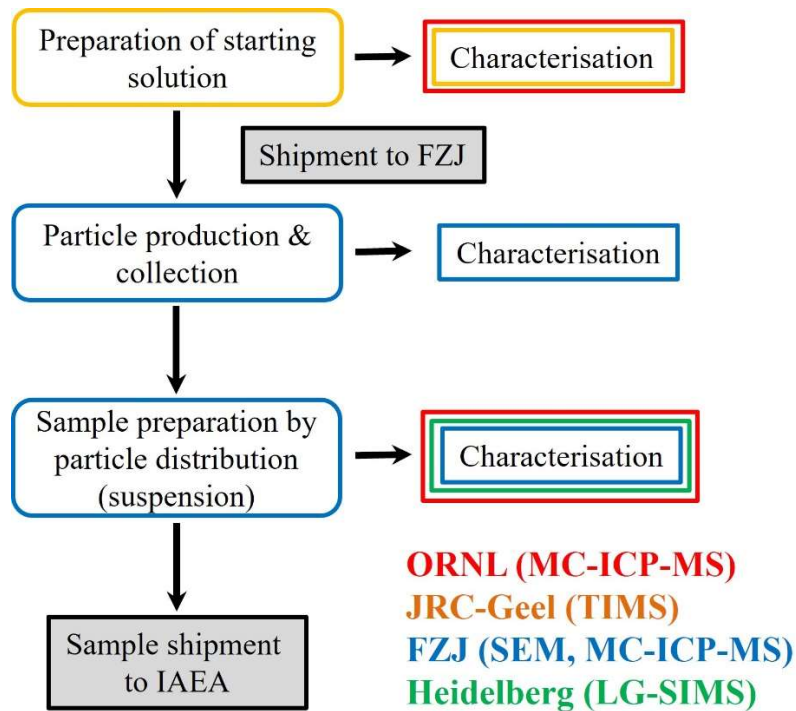 Preparation of starting
solution
Characterisation
Shipment to FZJ
Particle production &
collection
Characterisation
Sample preparation by
particle distribution
(suspension)
Characterisation
ORNL (MC-ICP-MS)
JRC-Geel (TIMS)
FZJ (SEM, MC-ICP-MS)
Heidelberg (LG-SIMS)
Sample shipment
to IAEA